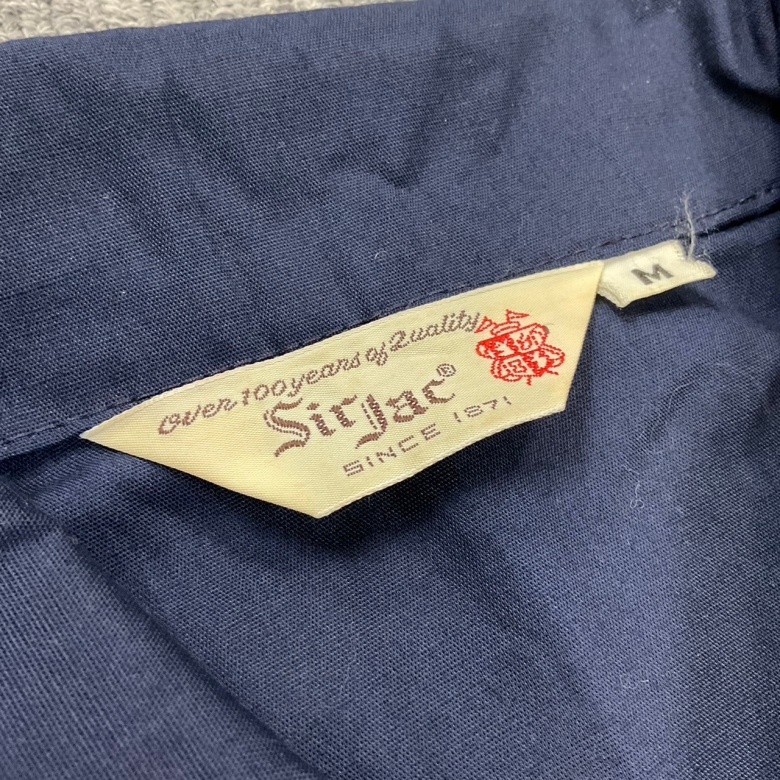 Over 100 years of Quality
SirJac®
SINCE 1871
M